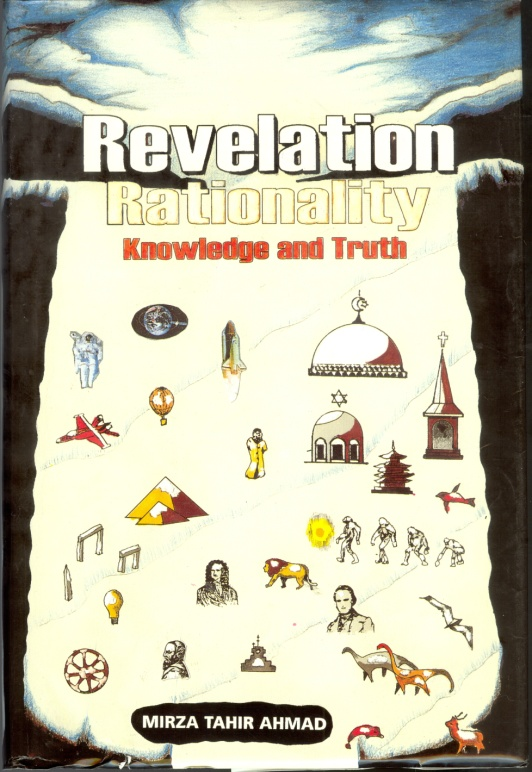 Revelation
Rationality
Knowledge and Truth
MIRZA TAHIR AHMAD